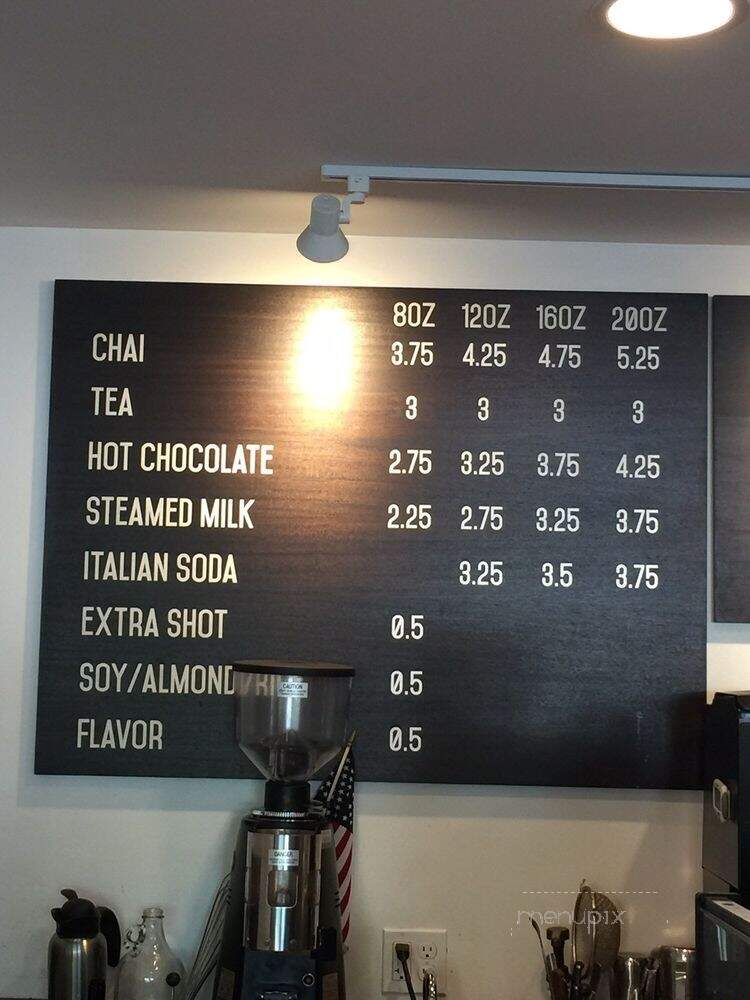 8OZ 12OZ 16OZ 20OZ
CHAI 3.75 4.25 4.75 5.25
TEA 3 3 3 3
HOT CHOCOLATE 2.75 3.25 3.75 4.25
STEAMED MILK 2.25 2.75 3.25 3.75
ITALIAN SODA 3.25 3.5 3.75
EXTRA SHOT 0.5
SOY/ALMOND 0.5
FLAVOR 0.5
CAUTION
DANGER
menupix